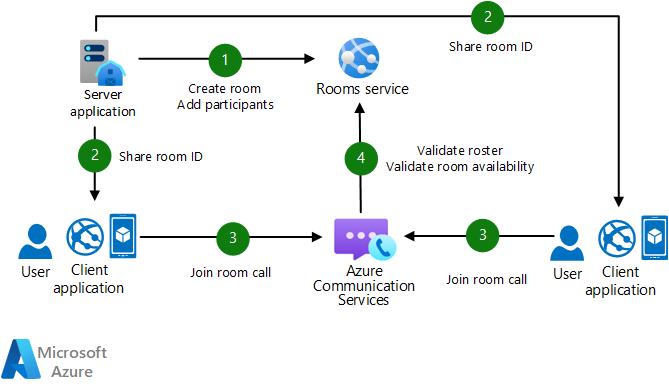 2
Share room ID
1
Create room
Add participants
Rooms service
Server
application
2
Share room ID
4
Validate roster
Validate room availability
3
Join room call
3
Join room call
User
Client
application
Azure
Communication
Services
User
Client
application
Microsoft
Azure